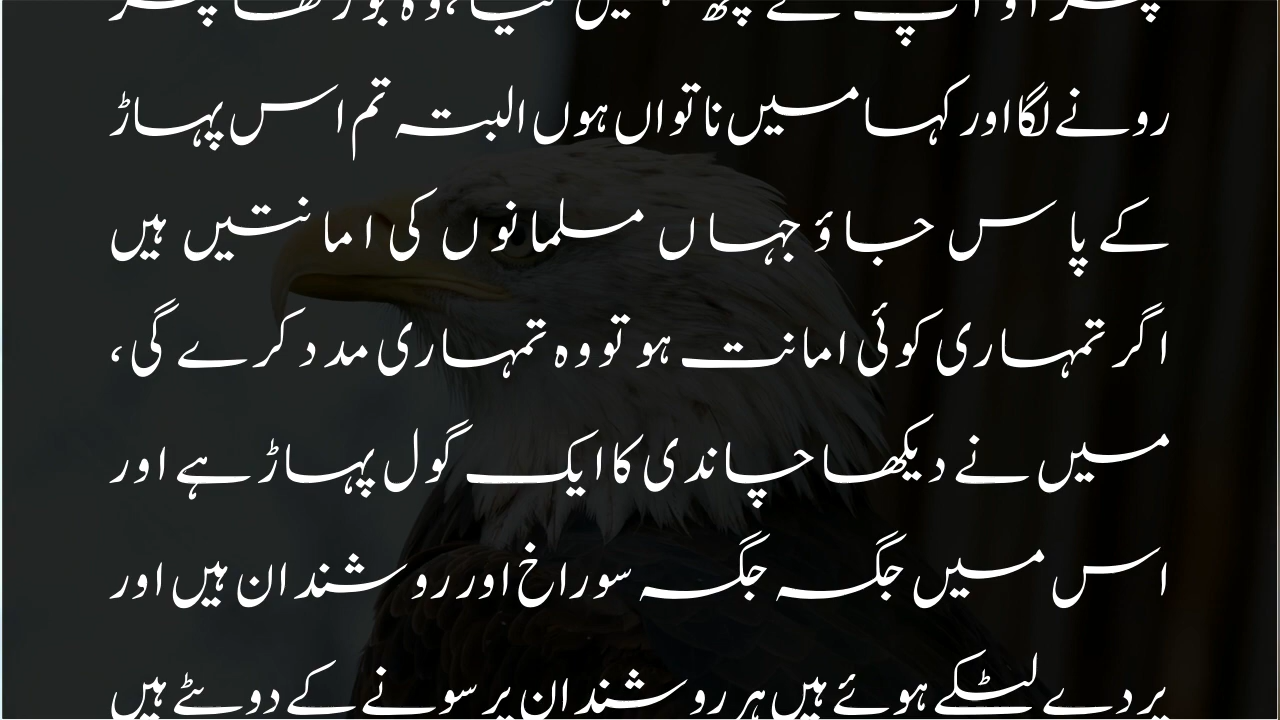 رونے لگا اور کہا میں ناتواں ہوں البتہ تم اس پہاڑ
کے پاس جاؤ جہاں مسلمانوں کی امانتیں ہیں
اگر تمہاری کوئی امانت ہو تو وہ تمہاری مدد کرے گی،
میں نے دیکھا چاندی کا ایک گول پہاڑ ہے اور
اس میں جگہ جگہ سوراخ اور روشندان ہیں اور
پردے لٹکے ہوئے ہیں ہر روشندان پر سونے کے دو پٹے ہیں